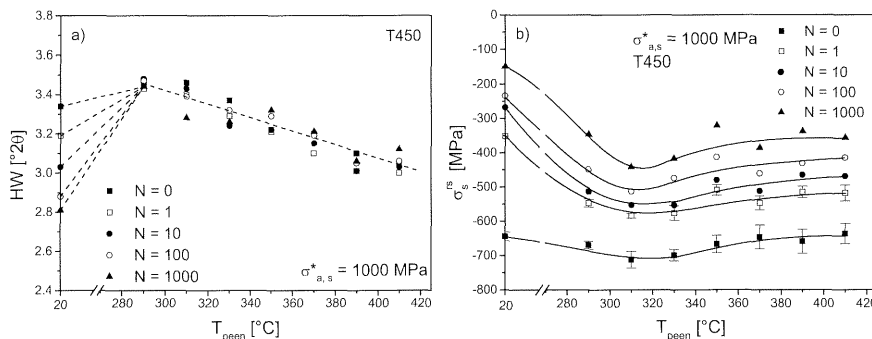 a)
T450
HW [°2θ]
3.8
3.6
3.4
3.2
3.0
2.8
2.6
2.4
N = 0
N = 1
N = 10
N = 100
N = 1000
σ*a,s = 1000 MPa
20
280
300
320
340
360
380
400
420
Tpeen [°C]
b)
σ*a,s = 1000 MPa
T450
N = 0
N = 1
N = 10
N = 100
N = 1000
σsrs [MPa]
0
-100
-200
-300
-400
-500
-600
-700
-800
20
280
300
320
340
360
380
400
420
Tpeen [°C]